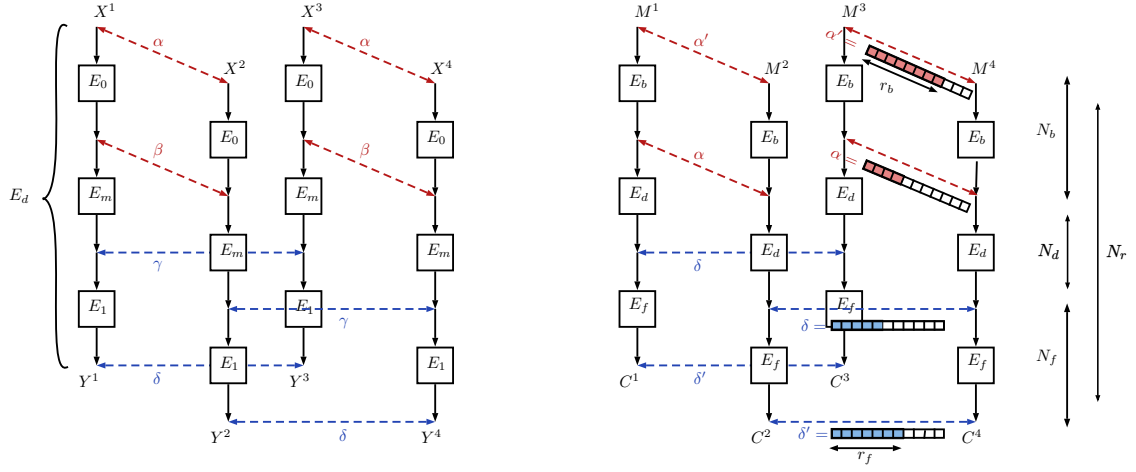 X^1 X^3 M^1 M^3
α α α′ α′=
X^2 X^4 M^2 M^4
E_0 E_0 E_b E_b r_b
E_0 E_0 E_b E_b N_b
β β α α=
E_d E_m E_m E_d E_d
E_m E_m E_d E_d N_d N_r
γ δ
E_1 E_1 E_f E_f
γ δ=
E_1 E_1 E_f E_f N_f
Y^1 δ Y^3 C^1 δ′ C^3
Y^2 δ Y^4 C^2 δ′= C^4
r_f